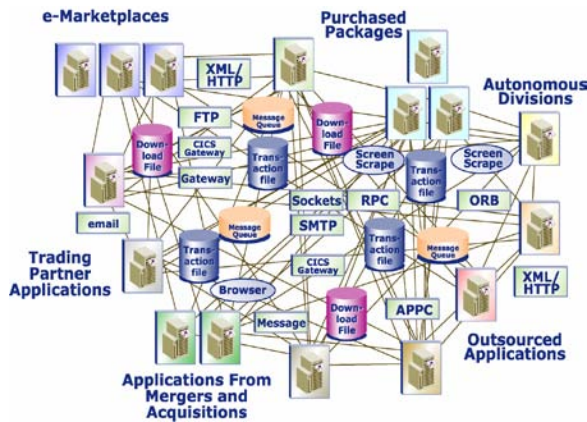 e-Marketplaces
Purchased
Packages
XML/
HTTP
Autonomous
Divisions
FTP
Message
Queue
Down-
load
File
Down-
load
File
CICS
Gateway
Trans-
action
file
Screen
Scrape
Screen
Scrape
Trans-
action
file
Gateway
email
Sockets
RPC
ORB
SMTP
Message
Queue
Trans-
action
file
Trans-
action
file
Message
Queue
Trading
Partner
Applications
CICS
Gateway
XML/
HTTP
Browser
Down-
load
File
APPC
Message
Outsourced
Applications
Applications From
Mergers and
Acquisitions